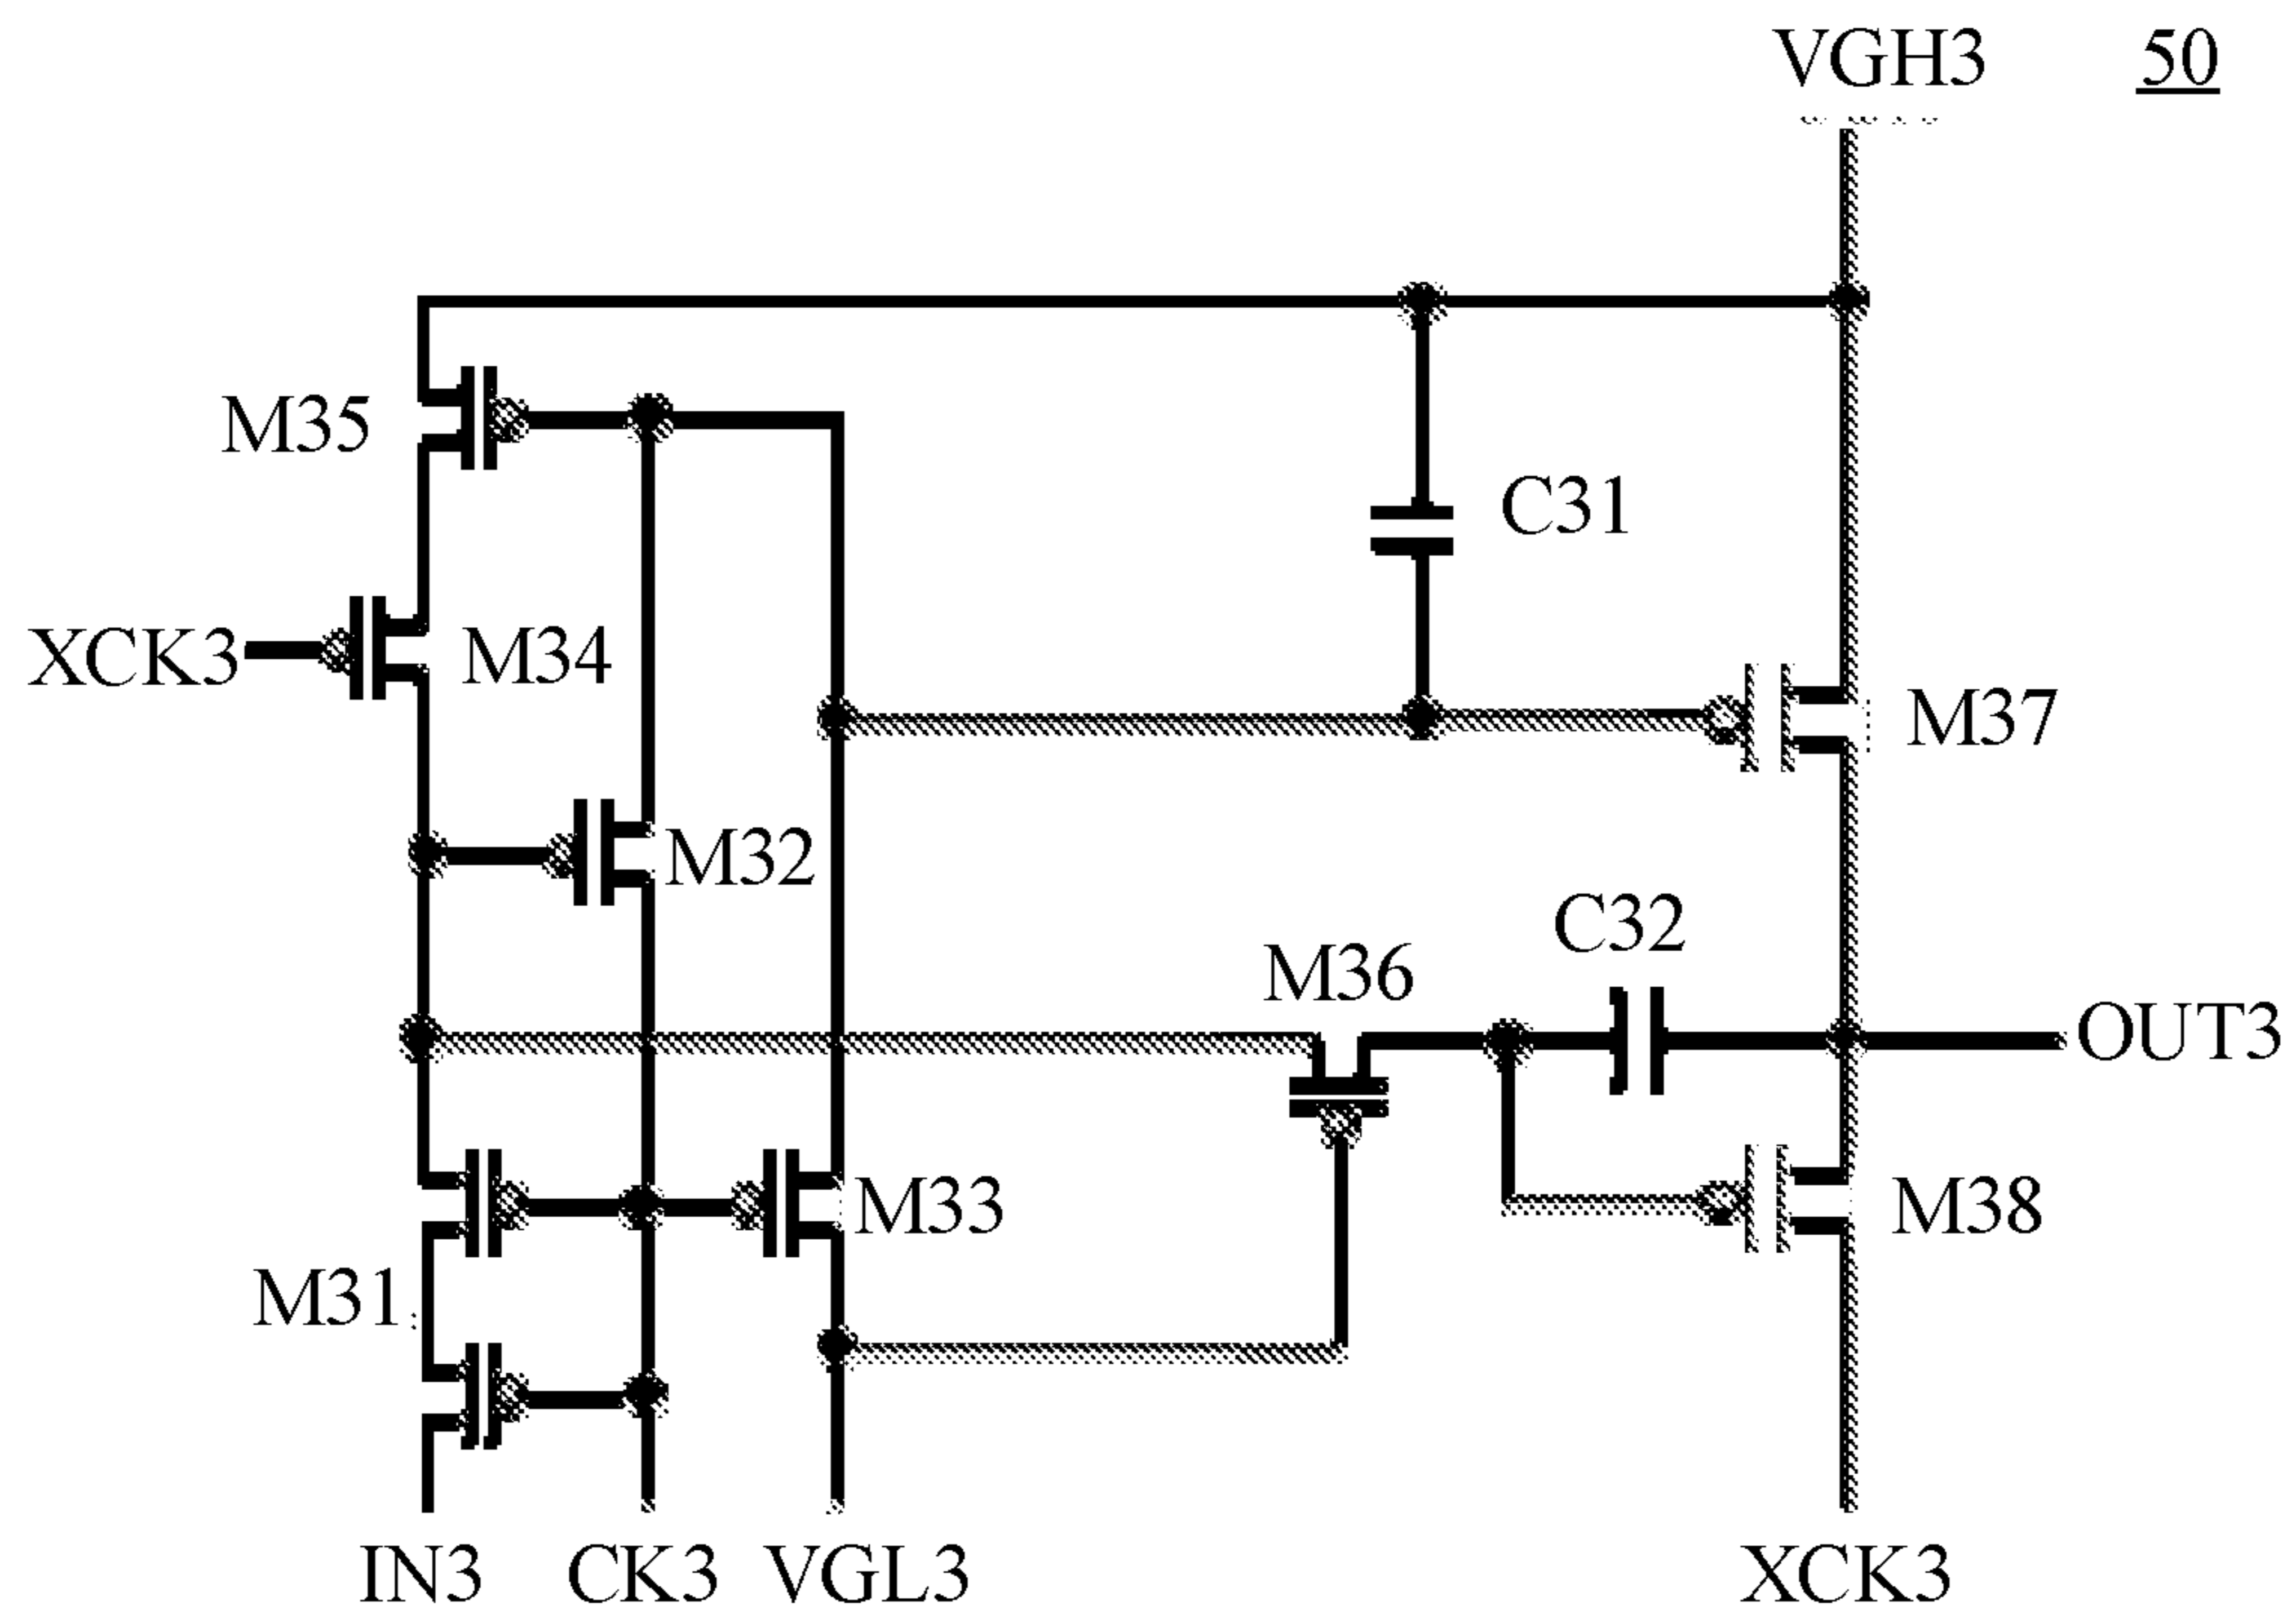 VGH3 50
M35
C31
XCK3
M34
M37
M32
C32
M36
OUT3
M33
M38
M31
IN3 CK3 VGL3 XCK3